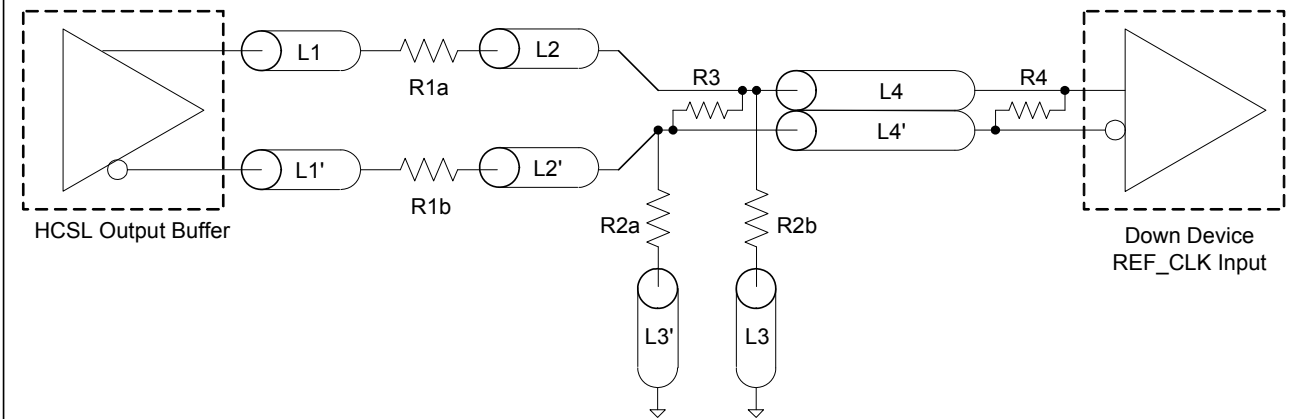 L1
R1a
L2
R3
L4
R4
L4'
L1'
R1b
L2'
HCSL Output Buffer
R2a
R2b
Down Device
REF_CLK Input
L3'
L3